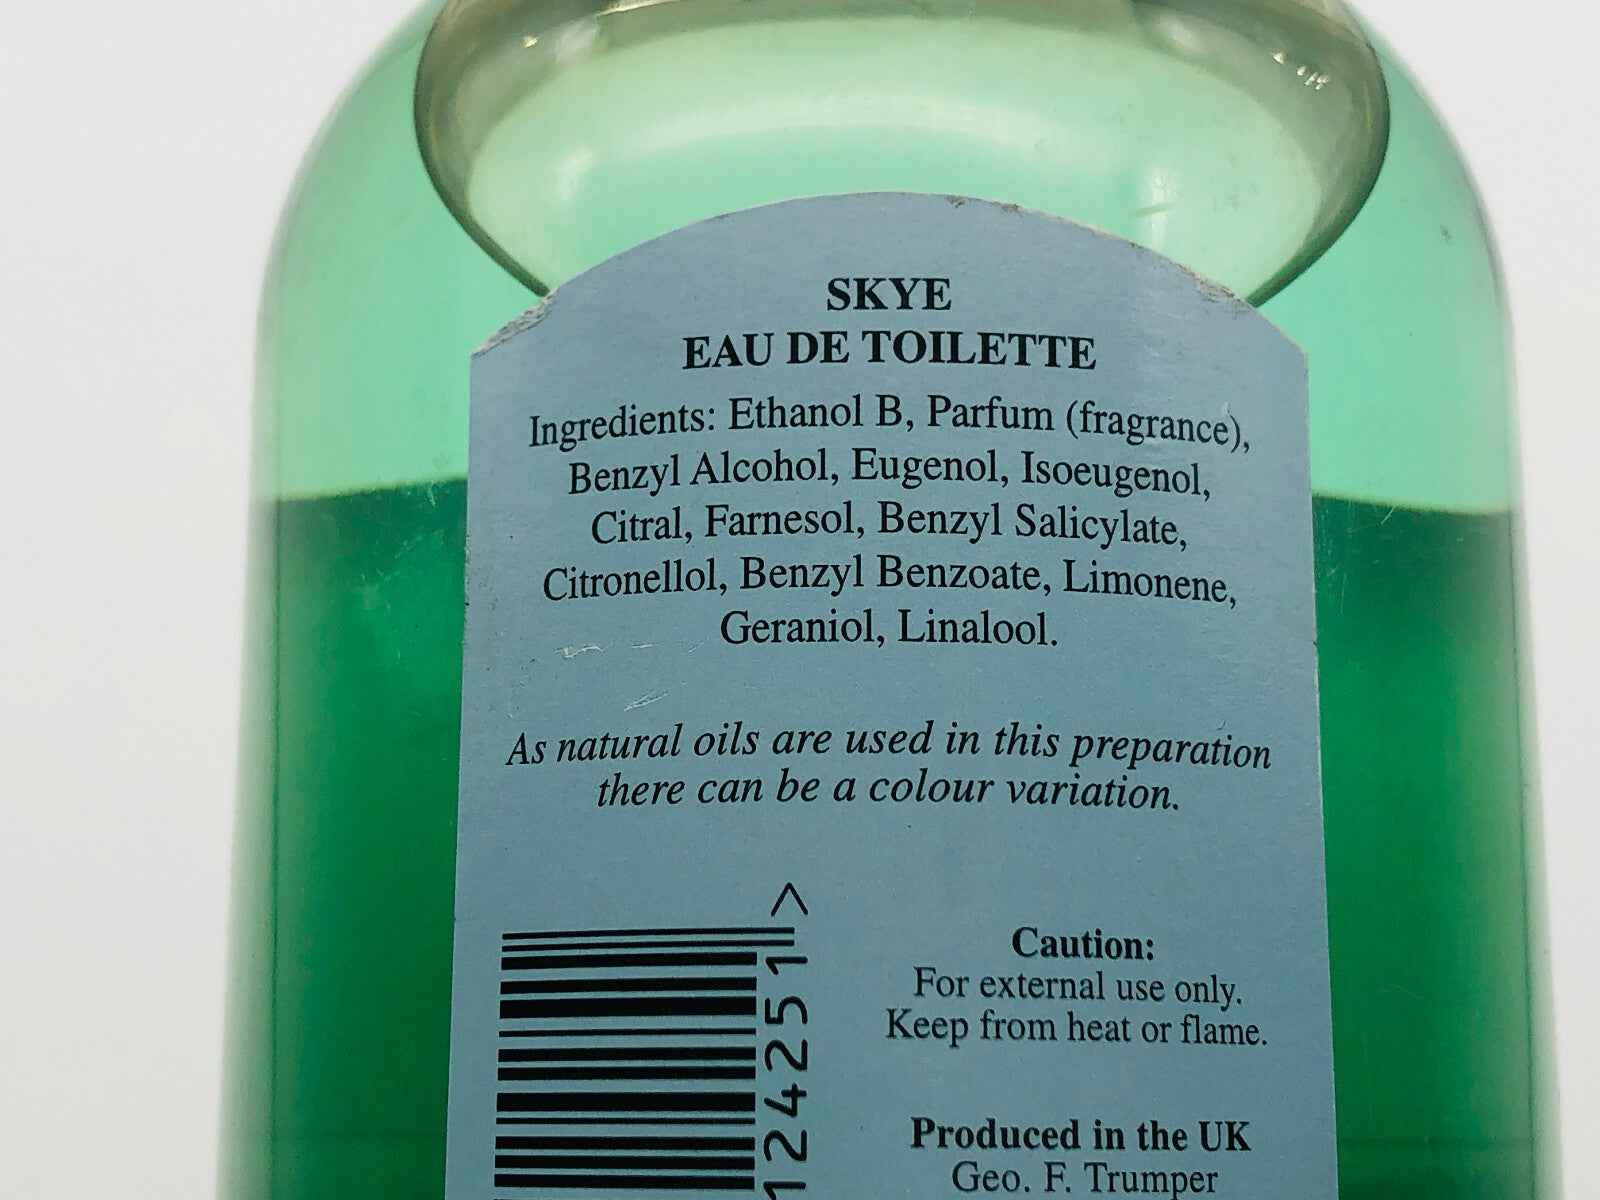 SKYE
EAU DE TOILETTE
Ingredients: Ethanol B, Parfum (fragrance),
Benzyl Alcohol, Eugenol, Isoeugenol,
Citral, Farnesol, Benzyl Salicylate,
Citronellol, Benzyl Benzoate, Limonene,
Geraniol, Linalool.
As natural oils are used in this preparation
there can be a colour variation.
124251>
Caution:
For external use only.
Keep from heat or flame.
Produced in the UK
Geo. F. Trumper